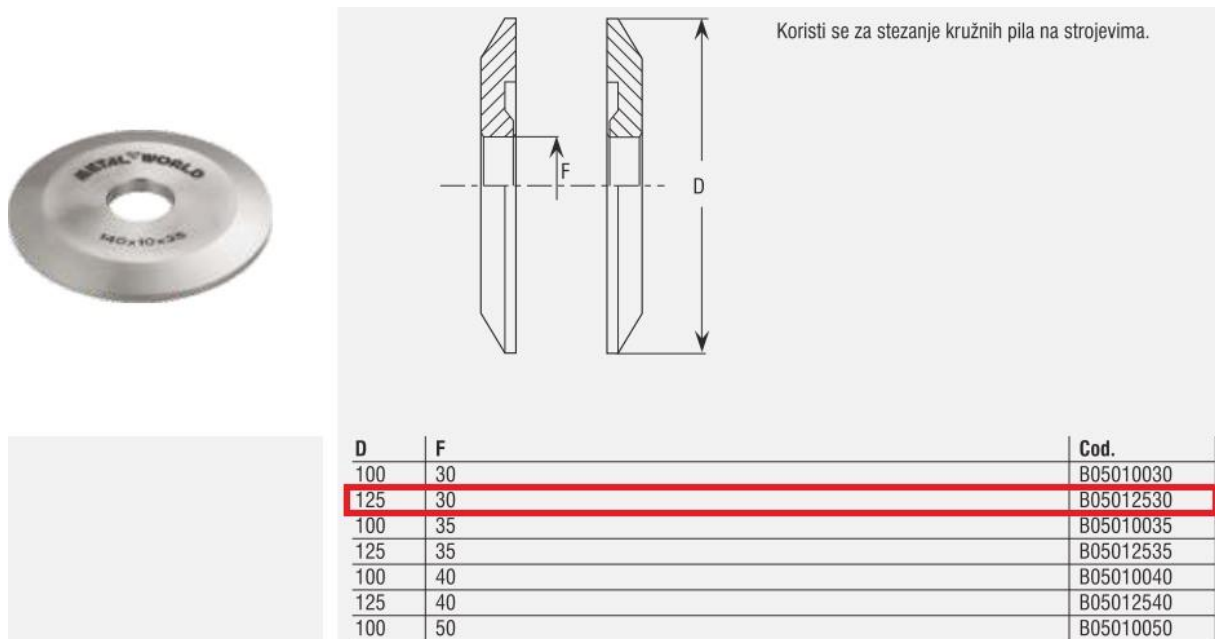 Koristi se za stezanje kružnih pila na strojevima.
METAL WORLD
140x10x35
F
D
D F Cod.
100 30 B05010030
125 30 B05012530
100 35 B05010035
125 35 B05012535
100 40 B05010040
125 40 B05012540
100 50 B05010050